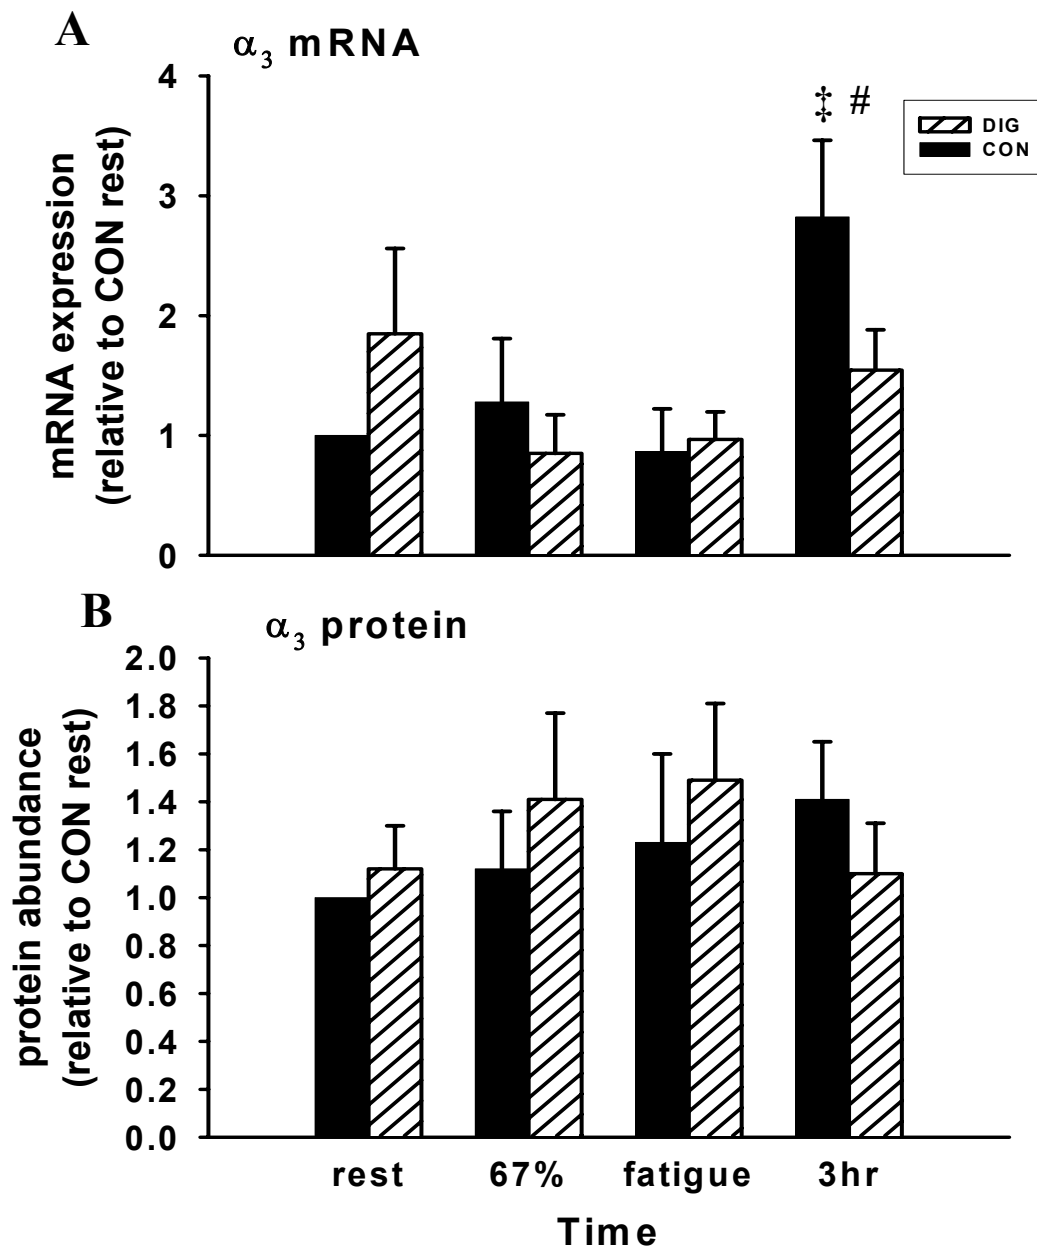 A
α3 mRNA
mRNA expression
(relative to CON rest)
4
3
2
1
0
‡ #
DIG
CON
B
α3 protein
protein abundance
(relative to CON rest)
2.0
1.8
1.6
1.4
1.2
1.0
0.8
0.6
0.4
0.2
0.0
rest 67% fatigue 3hr
Time